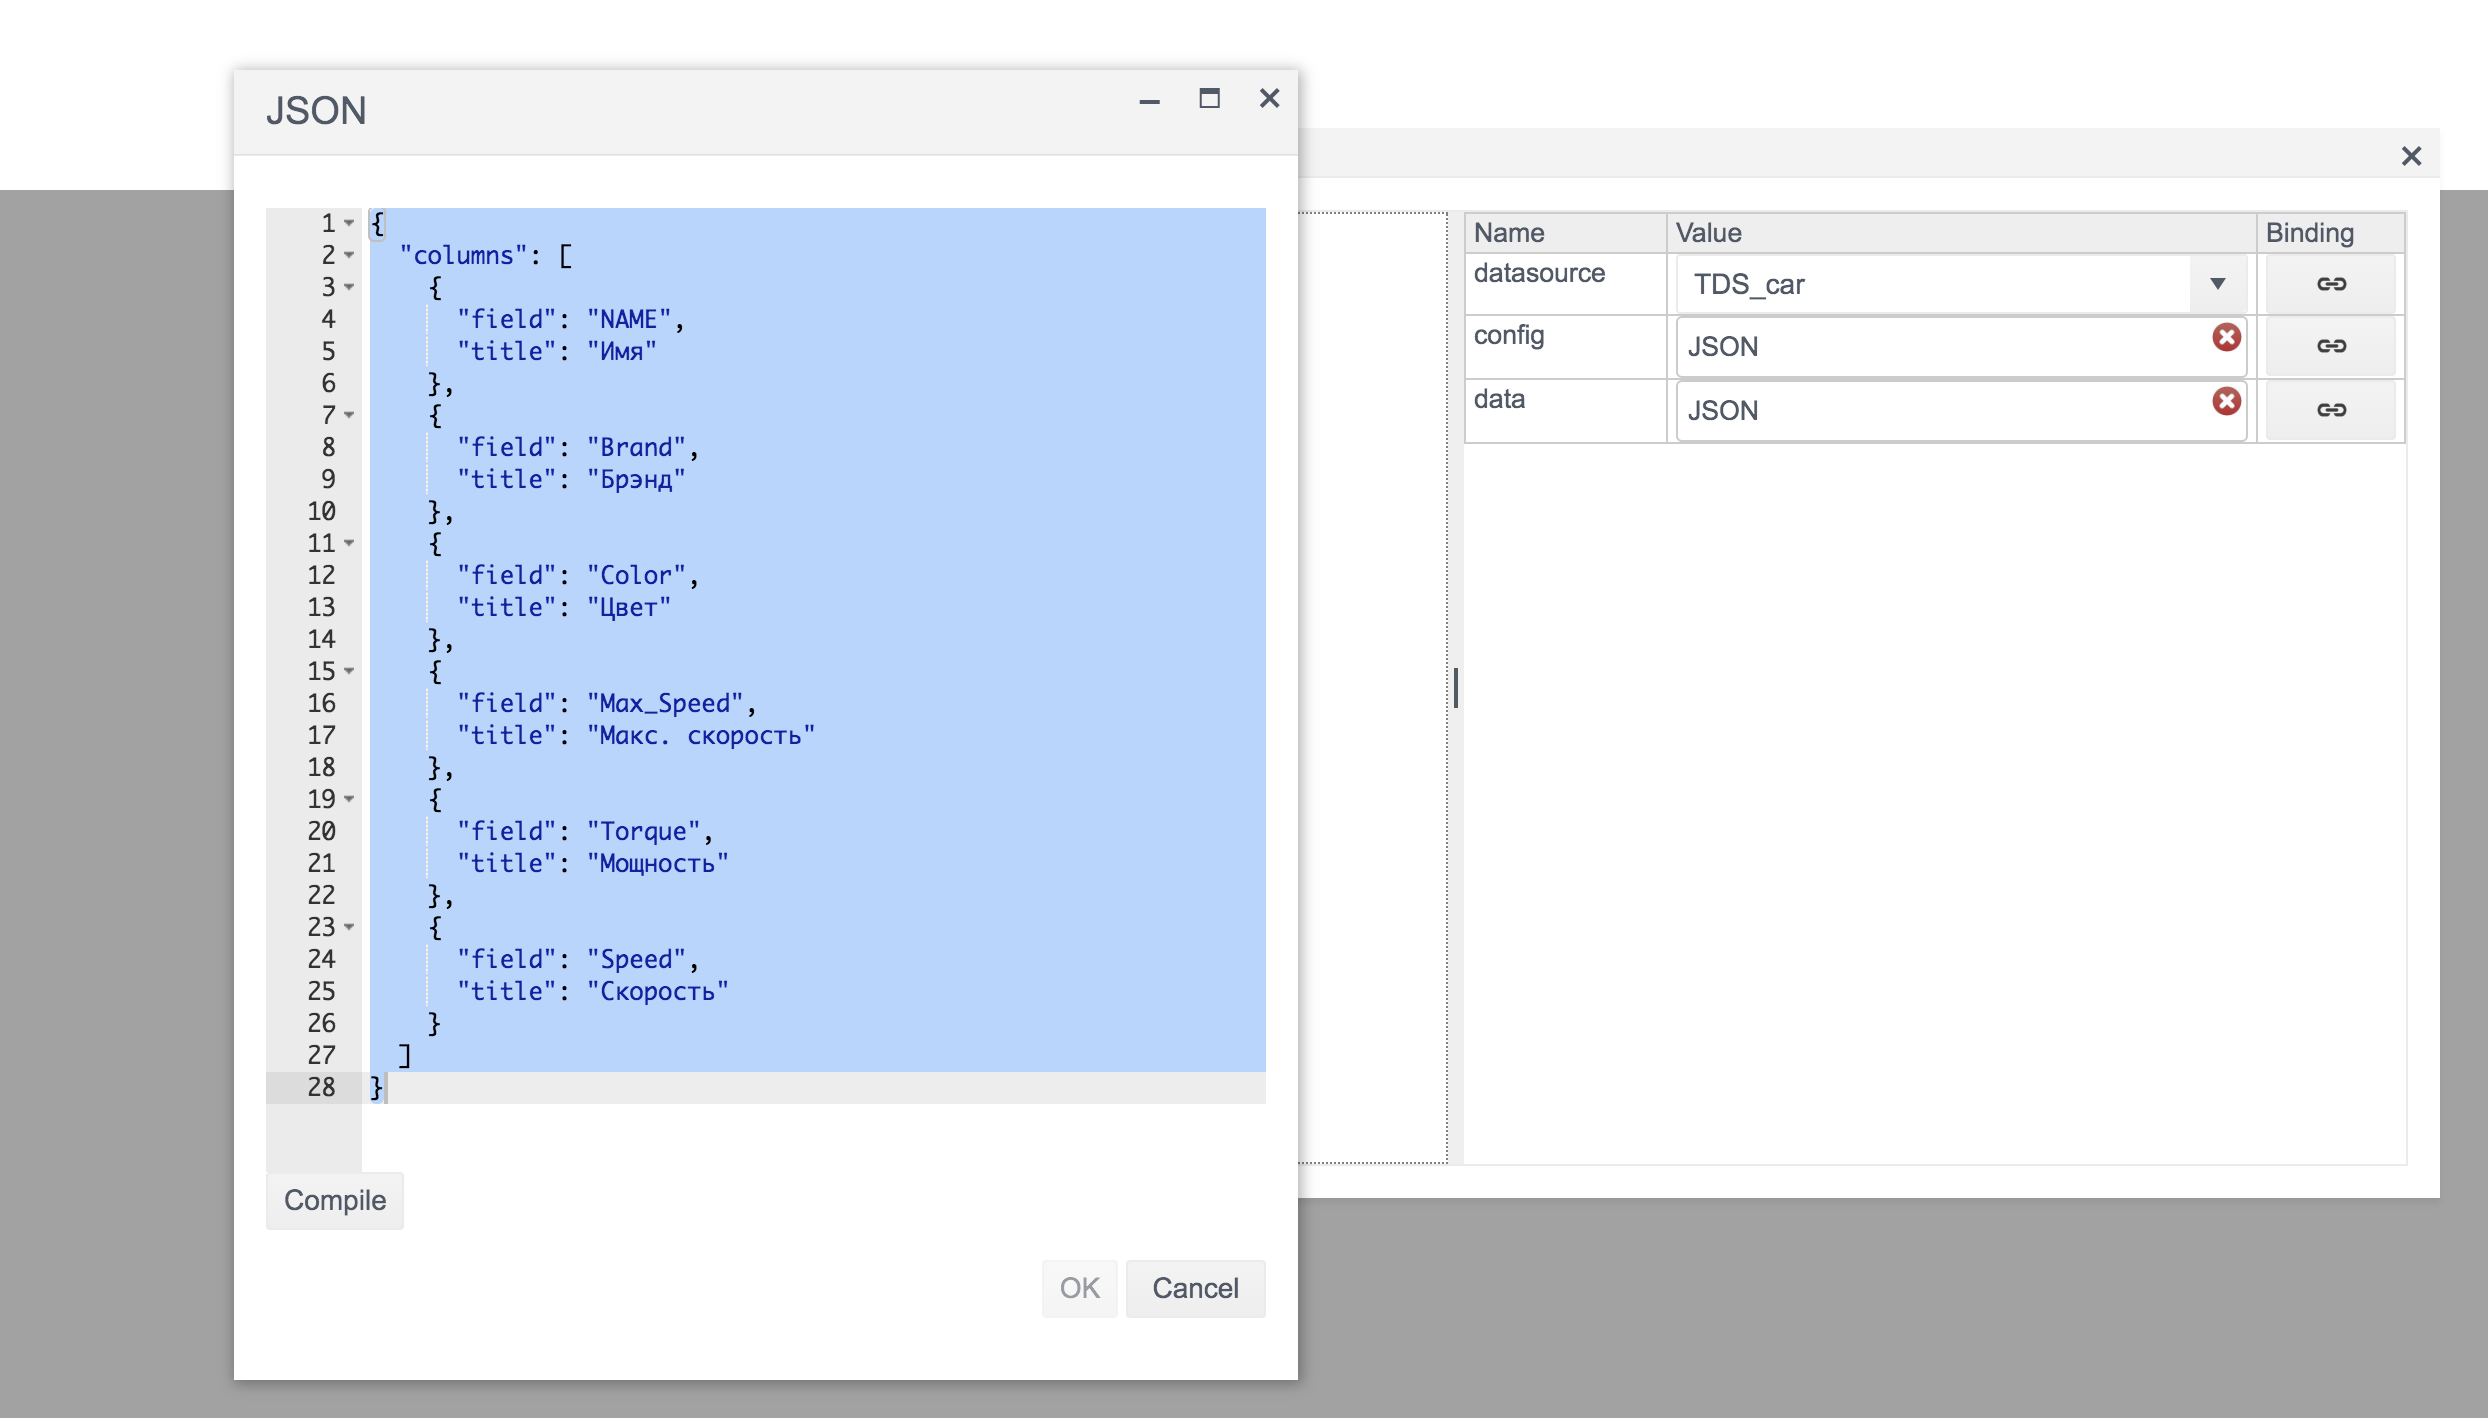 JSON
1 {
2   "columns": [
3     {
4       "field": "NAME",
5       "title": "Имя"
6     },
7     {
8       "field": "Brand",
9       "title": "Брэнд"
10     },
11     {
12       "field": "Color",
13       "title": "Цвет"
14     },
15     {
16       "field": "Max_Speed",
17       "title": "Макс. скорость"
18     },
19     {
20       "field": "Torque",
21       "title": "Мощность"
22     },
23     {
24       "field": "Speed",
25       "title": "Скорость"
26     }
27   ]
28 }
Compile
OK Cancel
Name Value Binding
datasource TDS_car
config JSON
data JSON